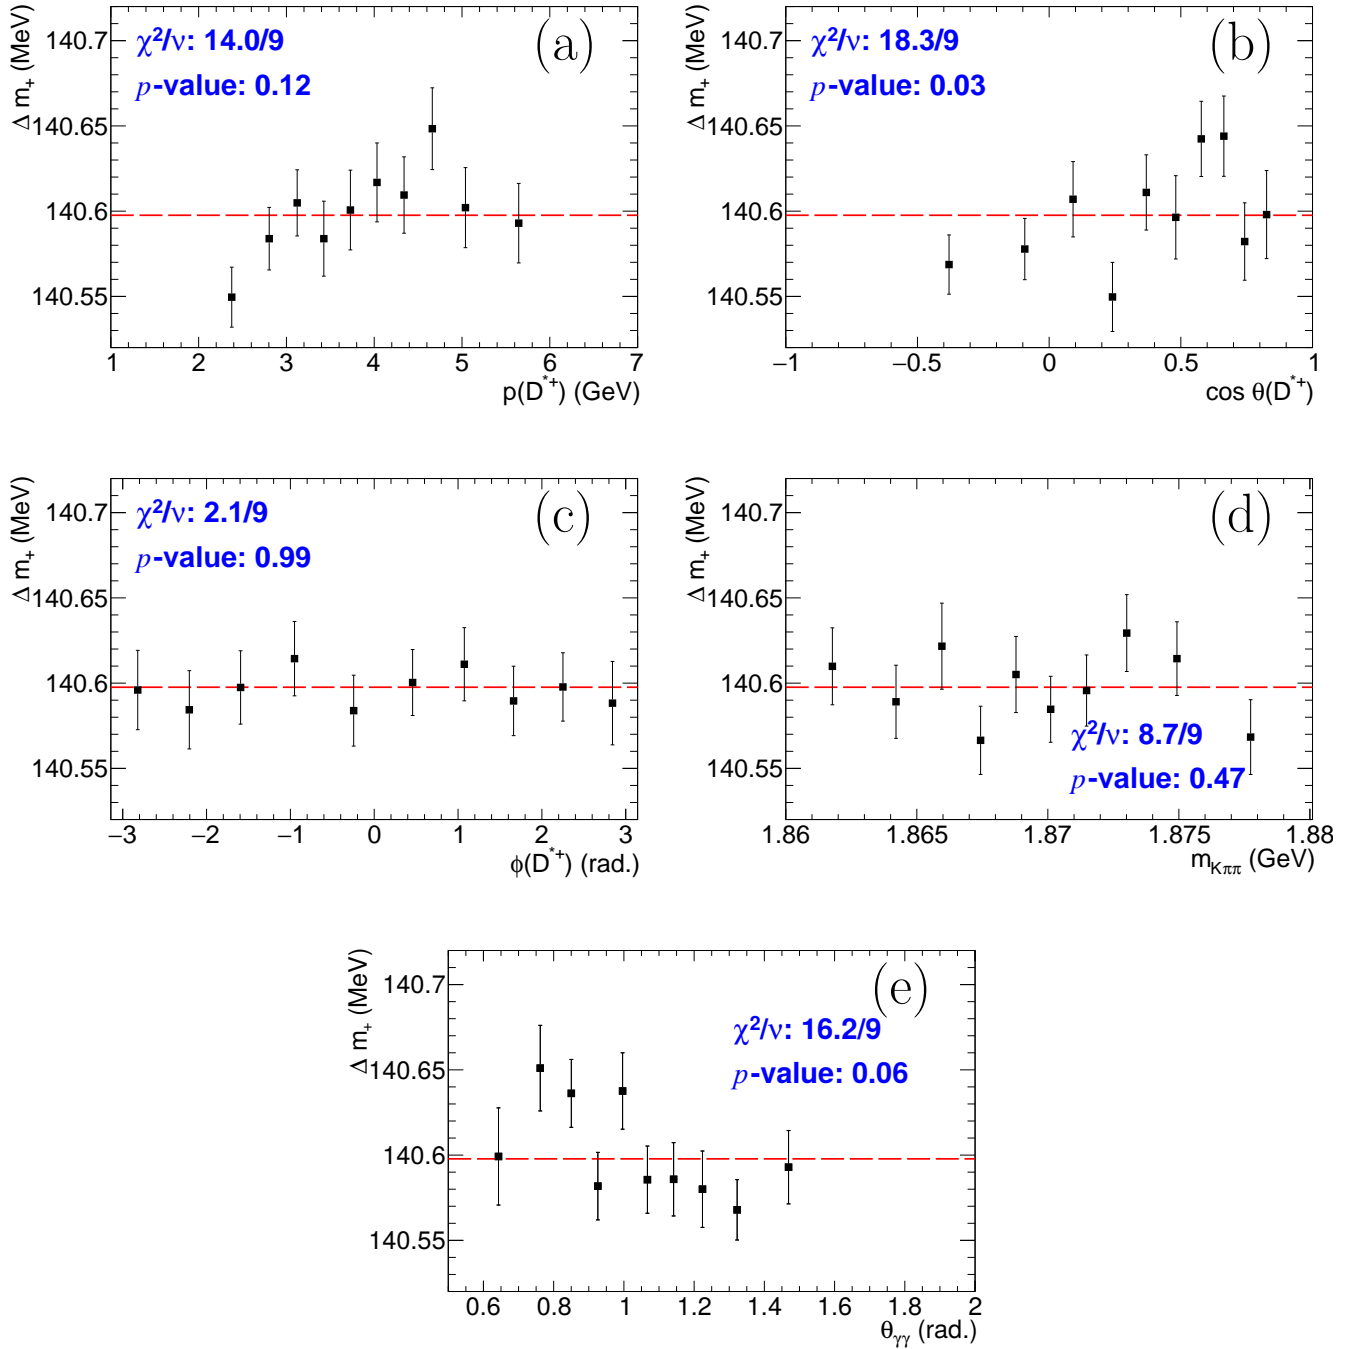 Δ m₊ (MeV)
140.7
140.65
140.6
140.55
χ²/ν: 14.0/9
p-value: 0.12
(a)
1 2 3 4 5 6 7
p(D*⁺) (GeV)
Δ m₊ (MeV)
140.7
140.65
140.6
140.55
χ²/ν: 18.3/9
p-value: 0.03
(b)
−1 −0.5 0 0.5 1
cos θ(D*⁺)
Δ m₊ (MeV)
140.7
140.65
140.6
140.55
χ²/ν: 2.1/9
p-value: 0.99
(c)
−3 −2 −1 0 1 2 3
ϕ(D*⁺) (rad.)
Δ m₊ (MeV)
140.7
140.65
140.6
140.55
(d)
χ²/ν: 8.7/9
p-value: 0.47
1.86 1.865 1.87 1.875 1.88
m_Kππ (GeV)
Δ m₊ (MeV)
140.7
140.65
140.6
140.55
(e)
χ²/ν: 16.2/9
p-value: 0.06
0.6 0.8 1 1.2 1.4 1.6 1.8 2
θ_γγ (rad.)